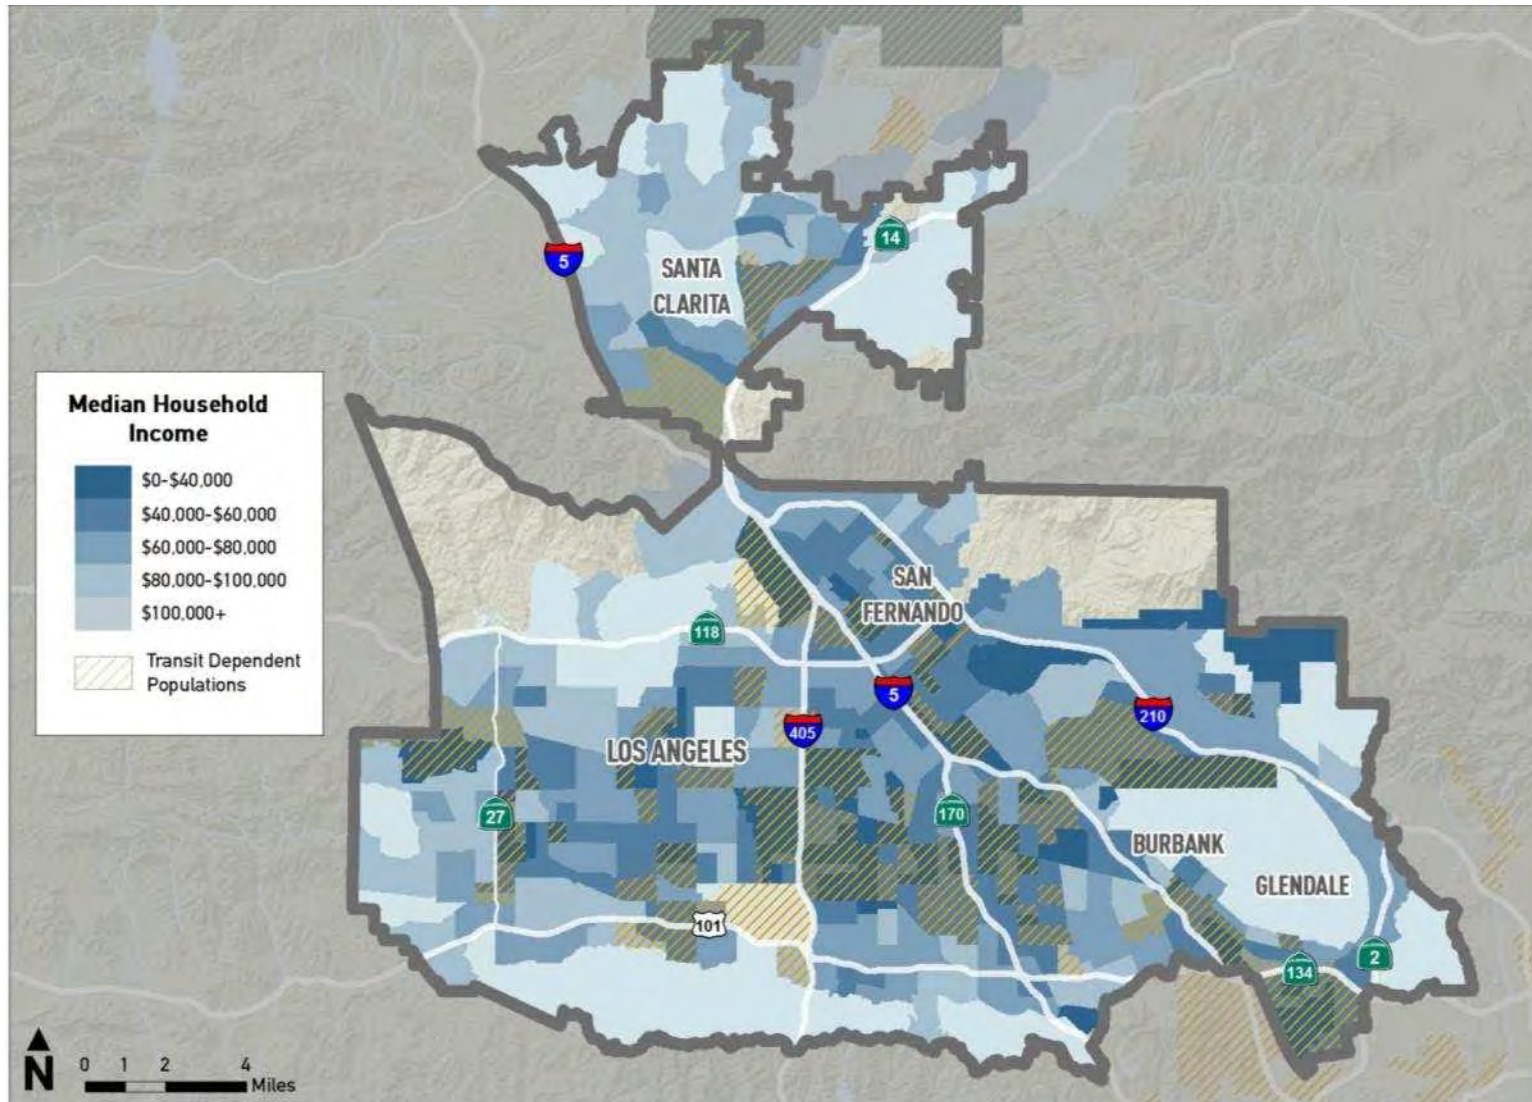 14
5
SANTA
CLARITA
Median Household
Income
$0-$40,000
$40,000-$60,000
$60,000-$80,000
$80,000-$100,000
$100,000+
Transit Dependent
Populations
SAN
FERNANDO
118
5
210
405
LOS ANGELES
27
170
BURBANK
GLENDALE
101
2
134
N
0 1 2 4
Miles